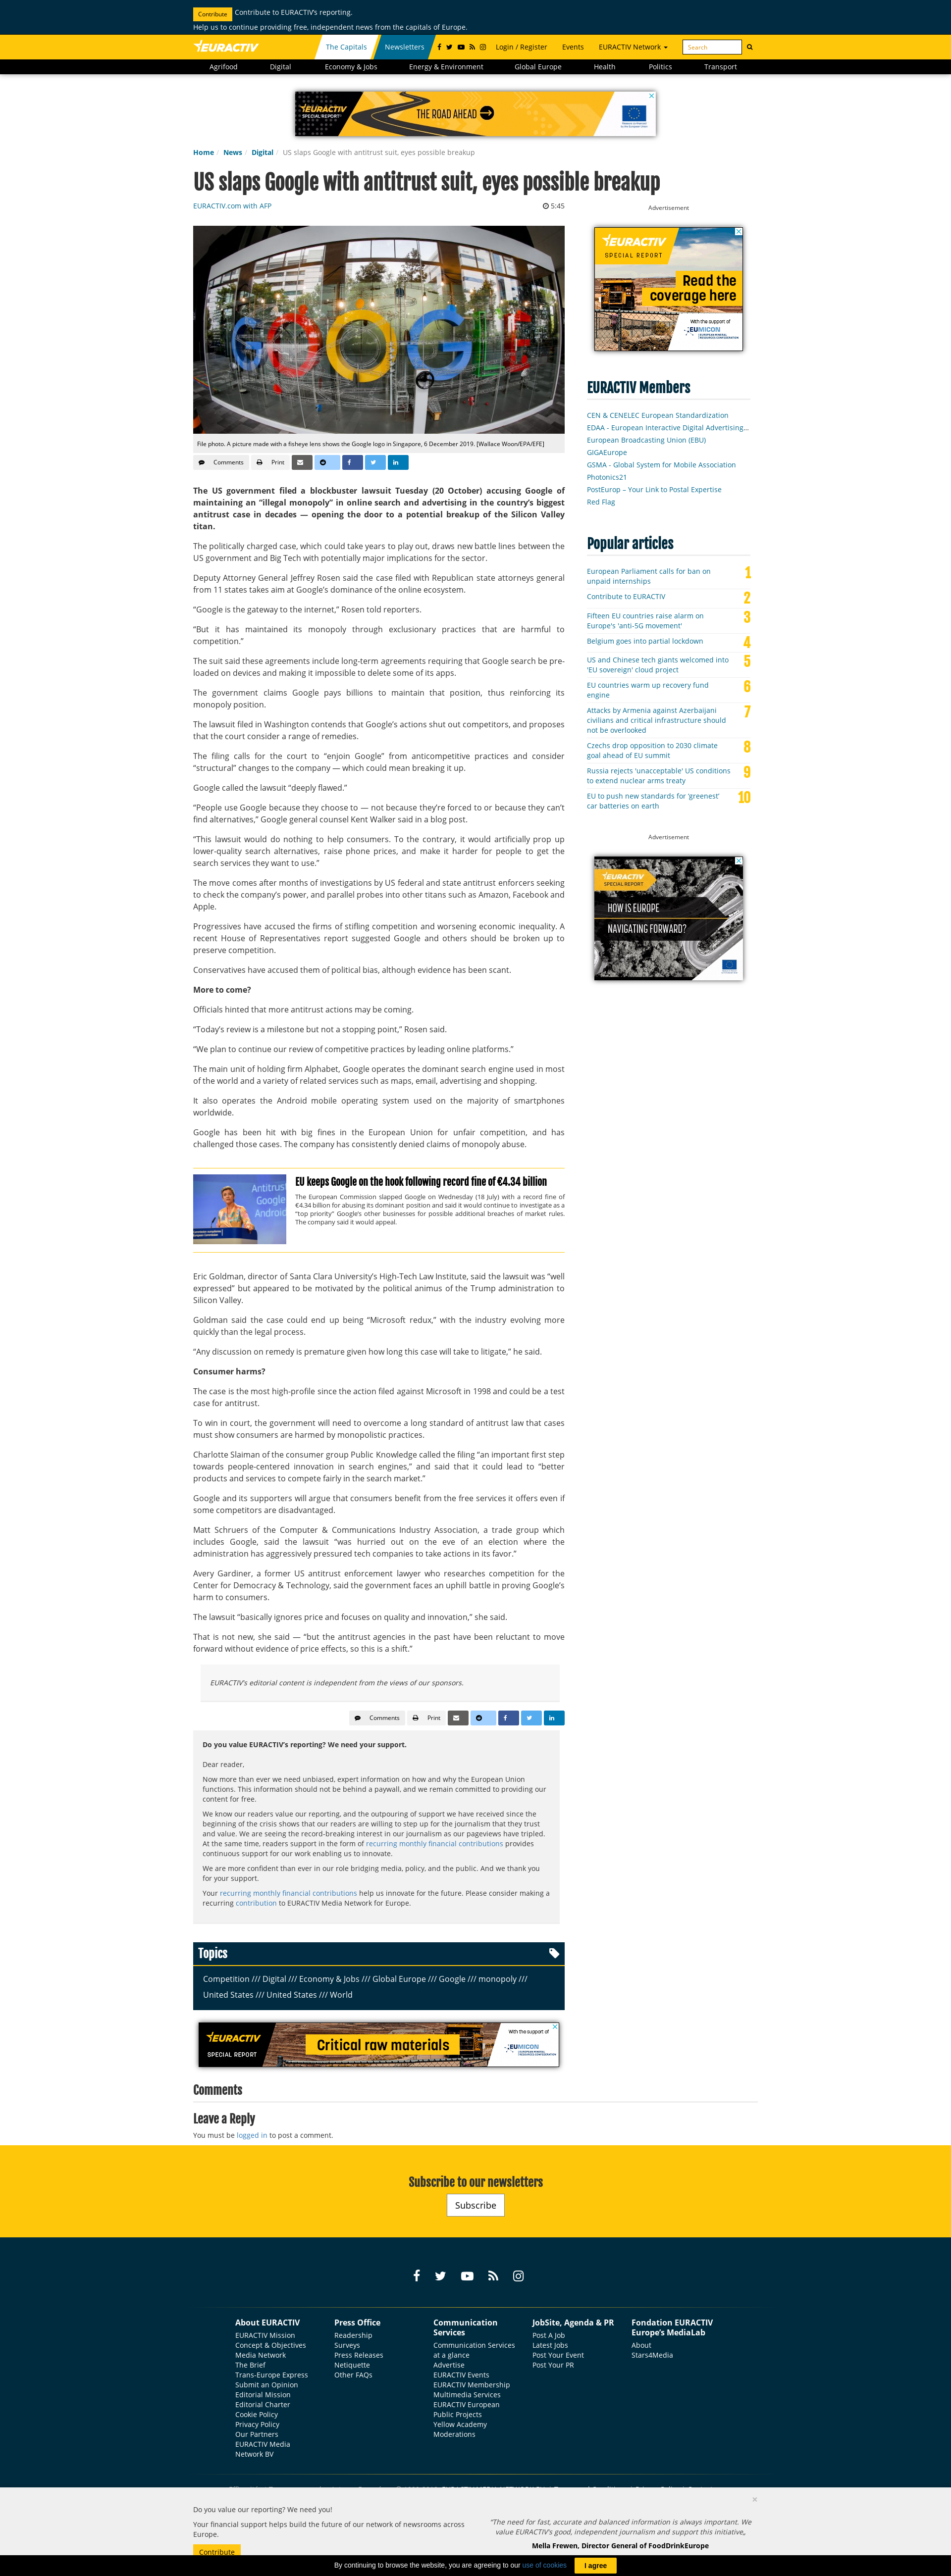 Contribute Contribute to EURACTIV's reporting.
Help us to continue providing free, independent news from the capitals of Europe.
EURACTIV The Capitals Newsletters Login / Register Events EURACTIV Network Search
Agrifood Digital Economy & Jobs Energy & Environment Global Europe Health Politics Transport
EURACTIV SPECIAL REPORT THE ROAD AHEAD
Home / News / Digital / US slaps Google with antitrust suit, eyes possible breakup
US slaps Google with antitrust suit, eyes possible breakup
EURACTIV.com with AFP 5:45
File photo. A picture made with a fisheye lens shows the Google logo in Singapore, 6 December 2019. [Wallace Woon/EPA/EFE]
Comments Print
The US government filed a blockbuster lawsuit Tuesday (20 October) accusing Google of
maintaining an "illegal monopoly" in online search and advertising in the country's biggest
antitrust case in decades — opening the door to a potential breakup of the Silicon Valley
titan.
The politically charged case, which could take years to play out, draws new battle lines between the
US government and Big Tech with potentially major implications for the sector.
Deputy Attorney General Jeffrey Rosen said the case filed with Republican state attorneys general
from 11 states takes aim at Google's dominance of the online ecosystem.
"Google is the gateway to the internet," Rosen told reporters.
"But it has maintained its monopoly through exclusionary practices that are harmful to
competition."
The suit said these agreements include long-term agreements requiring that Google search be pre-
loaded on devices and making it impossible to delete some of its apps.
The government claims Google pays billions to maintain that position, thus reinforcing its
monopoly position.
The lawsuit filed in Washington contends that Google's actions shut out competitors, and proposes
that the court consider a range of remedies.
The filing calls for the court to "enjoin Google" from anticompetitive practices and consider
"structural" changes to the company — which could mean breaking it up.
Google called the lawsuit "deeply flawed."
"People use Google because they choose to — not because they're forced to or because they can't
find alternatives," Google general counsel Kent Walker said in a blog post.
"This lawsuit would do nothing to help consumers. To the contrary, it would artificially prop up
lower-quality search alternatives, raise phone prices, and make it harder for people to get the
search services they want to use."
The move comes after months of investigations by US federal and state antitrust enforcers seeking
to check the company's power, and parallel probes into other titans such as Amazon, Facebook and
Apple.
Progressives have accused the firms of stifling competition and worsening economic inequality. A
recent House of Representatives report suggested Google and others should be broken up to
preserve competition.
Conservatives have accused them of political bias, although evidence has been scant.
More to come?
Officials hinted that more antitrust actions may be coming.
"Today's review is a milestone but not a stopping point," Rosen said.
"We plan to continue our review of competitive practices by leading online platforms."
The main unit of holding firm Alphabet, Google operates the dominant search engine used in most
of the world and a variety of related services such as maps, email, advertising and shopping.
It also operates the Android mobile operating system used on the majority of smartphones
worldwide.
Google has been hit with big fines in the European Union for unfair competition, and has
challenged those cases. The company has consistently denied claims of monopoly abuse.
Antitrust: Google Android
EU keeps Google on the hook following record fine of €4.34 billion
The European Commission slapped Google on Wednesday (18 July) with a record fine of
€4.34 billion for abusing its dominant position and said it would continue to investigate as a
"top priority" Google's other businesses for possible additional breaches of market rules.
The company said it would appeal.
Eric Goldman, director of Santa Clara University's High-Tech Law Institute, said the lawsuit was "well
expressed" but appeared to be motivated by the political animus of the Trump administration to
Silicon Valley.
Goldman said the case could end up being "Microsoft redux," with the industry evolving more
quickly than the legal process.
"Any discussion on remedy is premature given how long this case will take to litigate," he said.
Consumer harms?
The case is the most high-profile since the action filed against Microsoft in 1998 and could be a test
case for antitrust.
To win in court, the government will need to overcome a long standard of antitrust law that cases
must show consumers are harmed by monopolistic practices.
Charlotte Slaiman of the consumer group Public Knowledge called the filing "an important first step
towards people-centered innovation in search engines," and said that it could lead to "better
products and services to compete fairly in the search market."
Google and its supporters will argue that consumers benefit from the free services it offers even if
some competitors are disadvantaged.
Matt Schruers of the Computer & Communications Industry Association, a trade group which
includes Google, said the lawsuit "was hurried out on the eve of an election where the
administration has aggressively pressured tech companies to take actions in its favor."
Avery Gardiner, a former US antitrust enforcement lawyer who researches competition for the
Center for Democracy & Technology, said the government faces an uphill battle in proving Google's
harm to consumers.
The lawsuit "basically ignores price and focuses on quality and innovation," she said.
That is not new, she said — "but the antitrust agencies in the past have been reluctant to move
forward without evidence of price effects, so this is a shift."
EURACTIV's editorial content is independent from the views of our sponsors.
Comments Print
Do you value EURACTIV's reporting? We need your support.
Dear reader,
Now more than ever we need unbiased, expert information on how and why the European Union
functions. This information should not be behind a paywall, and we remain committed to providing our
content for free.
We know our readers value our reporting, and the outpouring of support we have received since the
beginning of the crisis shows that our readers are willing to step up for the journalism that they trust
and value. We are seeing the record-breaking interest in our journalism as our pageviews have tripled.
At the same time, readers support in the form of recurring monthly financial contributions provides
continuous support for our work enabling us to innovate.
We are more confident than ever in our role bridging media, policy, and the public. And we thank you
for your support.
Your recurring monthly financial contributions help us innovate for the future. Please consider making a
recurring contribution to EURACTIV Media Network for Europe.
Topics
Competition /// Digital /// Economy & Jobs /// Global Europe /// Google /// monopoly ///
United States /// United States /// World
EURACTIV SPECIAL REPORT Critical raw materials With the support of EUMICON
Comments
Leave a Reply
You must be logged in to post a comment.
Advertisement
EURACTIV
SPECIAL REPORT
Read the
coverage here
With the support of
EUMICON
EURACTIV Members
CEN & CENELEC European Standardization
EDAA - European Interactive Digital Advertising...
European Broadcasting Union (EBU)
GIGAEurope
GSMA - Global System for Mobile Association
Photonics21
PostEurop – Your Link to Postal Expertise
Red Flag
Popular articles
European Parliament calls for ban on 1
unpaid internships
Contribute to EURACTIV 2
Fifteen EU countries raise alarm on 3
Europe's 'anti-5G movement'
Belgium goes into partial lockdown 4
US and Chinese tech giants welcomed into 5
'EU sovereign' cloud project
EU countries warm up recovery fund 6
engine
Attacks by Armenia against Azerbaijani 7
civilians and critical infrastructure should
not be overlooked
Czechs drop opposition to 2030 climate 8
goal ahead of EU summit
Russia rejects 'unacceptable' US conditions 9
to extend nuclear arms treaty
EU to push new standards for 'greenest' 10
car batteries on earth
Advertisement
EURACTIV
SPECIAL REPORT
HOW IS EUROPE
NAVIGATING FORWARD?
Subscribe to our newsletters
Subscribe
About EURACTIV
EURACTIV Mission
Concept & Objectives
Media Network
The Brief
Trans-Europe Express
Submit an Opinion
Editorial Mission
Editorial Charter
Cookie Policy
Privacy Policy
Our Partners
EURACTIV Media
Network BV
Press Office
Readership
Surveys
Press Releases
Netiquette
Other FAQs
Communication
Services
Communication Services
at a glance
Advertise
EURACTIV Events
EURACTIV Membership
Multimedia Services
EURACTIV European
Public Projects
Yellow Academy
Moderations
JobSite, Agenda & PR
Post A Job
Latest Jobs
Post Your Event
Post Your PR
Fondation EURACTIV
Europe's MediaLab
About
Stars4Media
Do you value our reporting? We need you!
Your financial support helps build the future of our network of newsrooms across
Europe.
Contribute
"The need for accurate and balanced information is important. We
value EURACTIV's good, independent journalism and support this initiative„
Mella Frewen, Director General of FoodDrinkEurope
By continuing to browse the website, you are agreeing to our use of cookies I agree